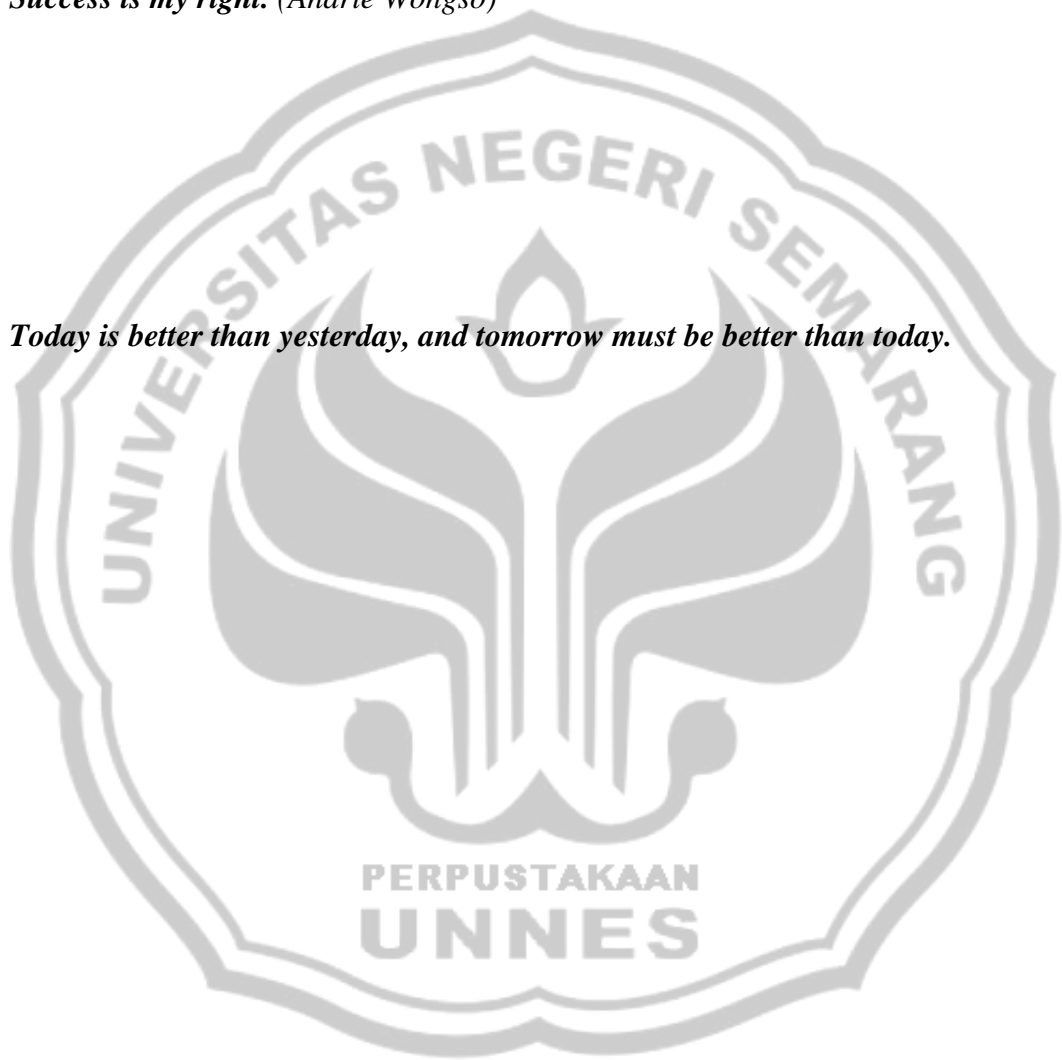 Success is my right. (Andrie Wongso)
UNIVERSITAS NEGERI SEMARANG
Today is better than yesterday, and tomorrow must be better than today.
PERPUSTAKAAN
UNNES